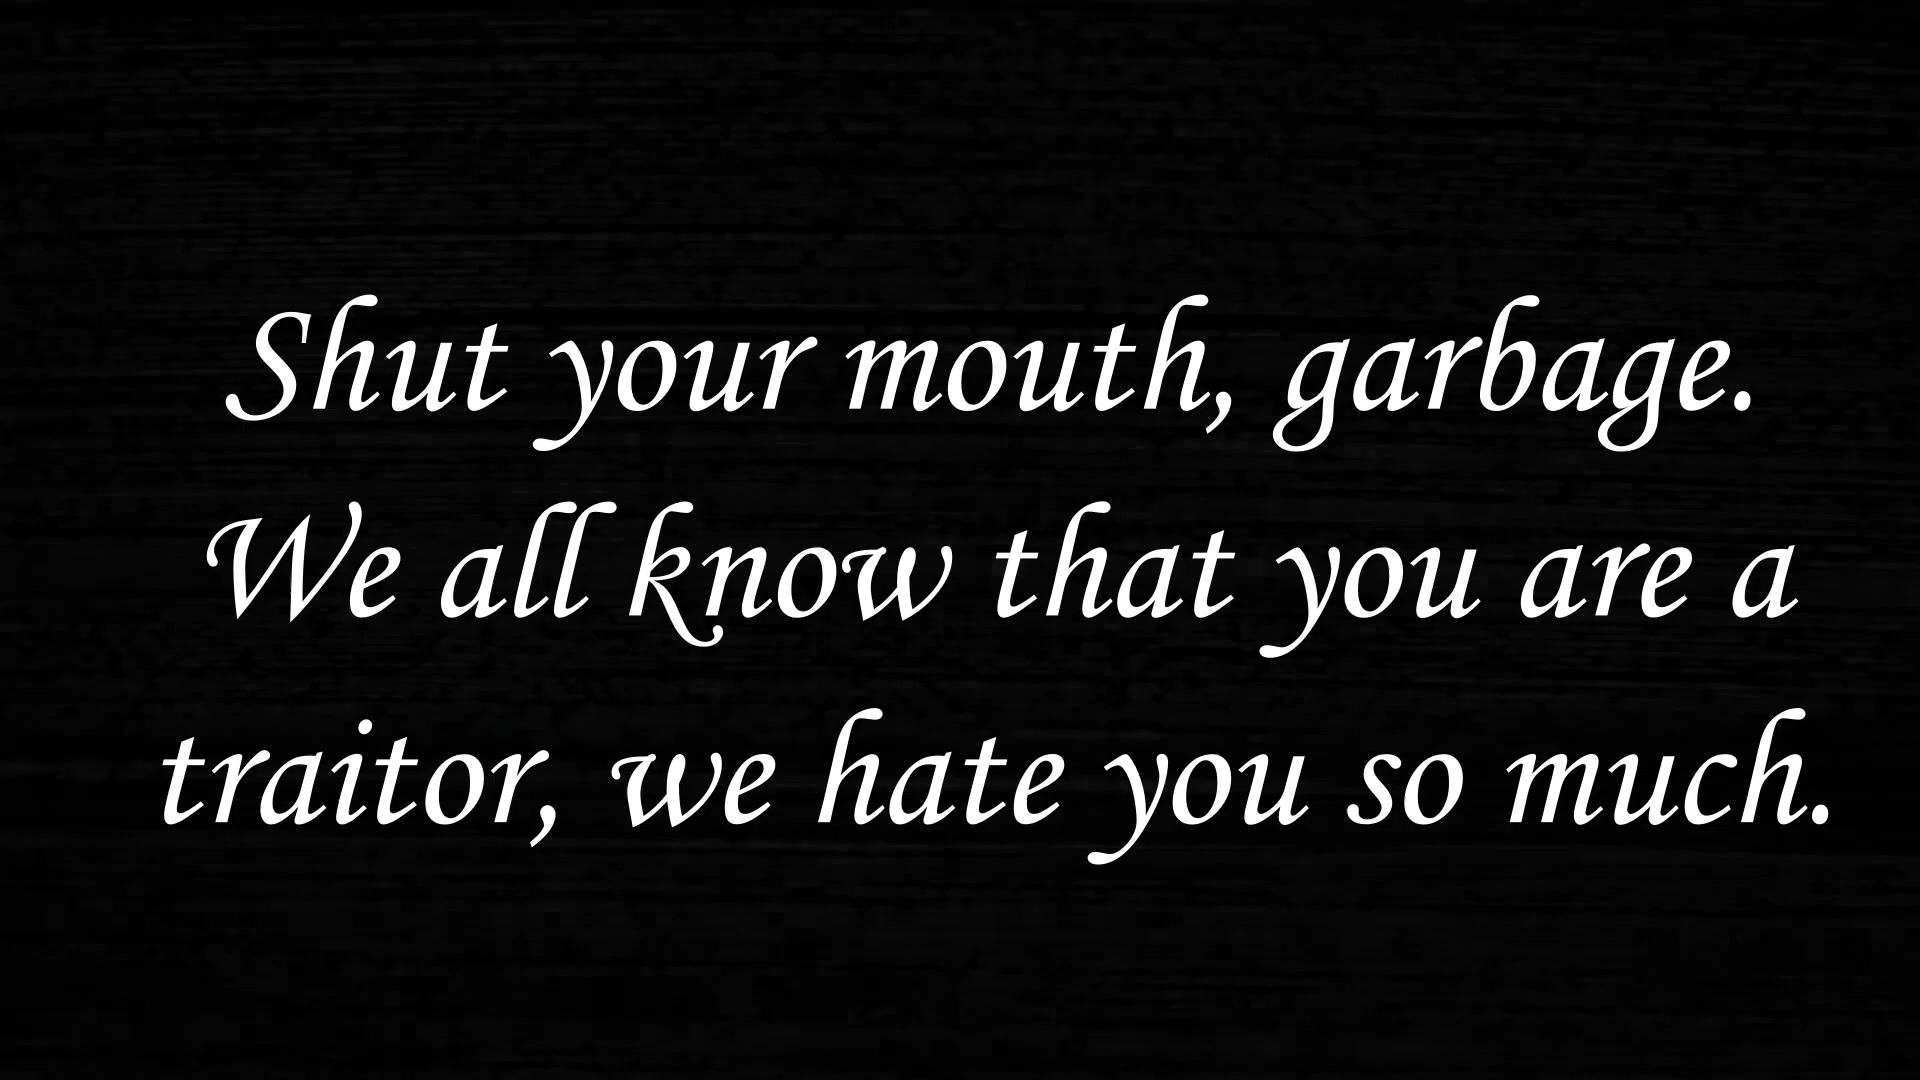 Shut your mouth, garbage.
We all know that you are a
traitor, we hate you so much.